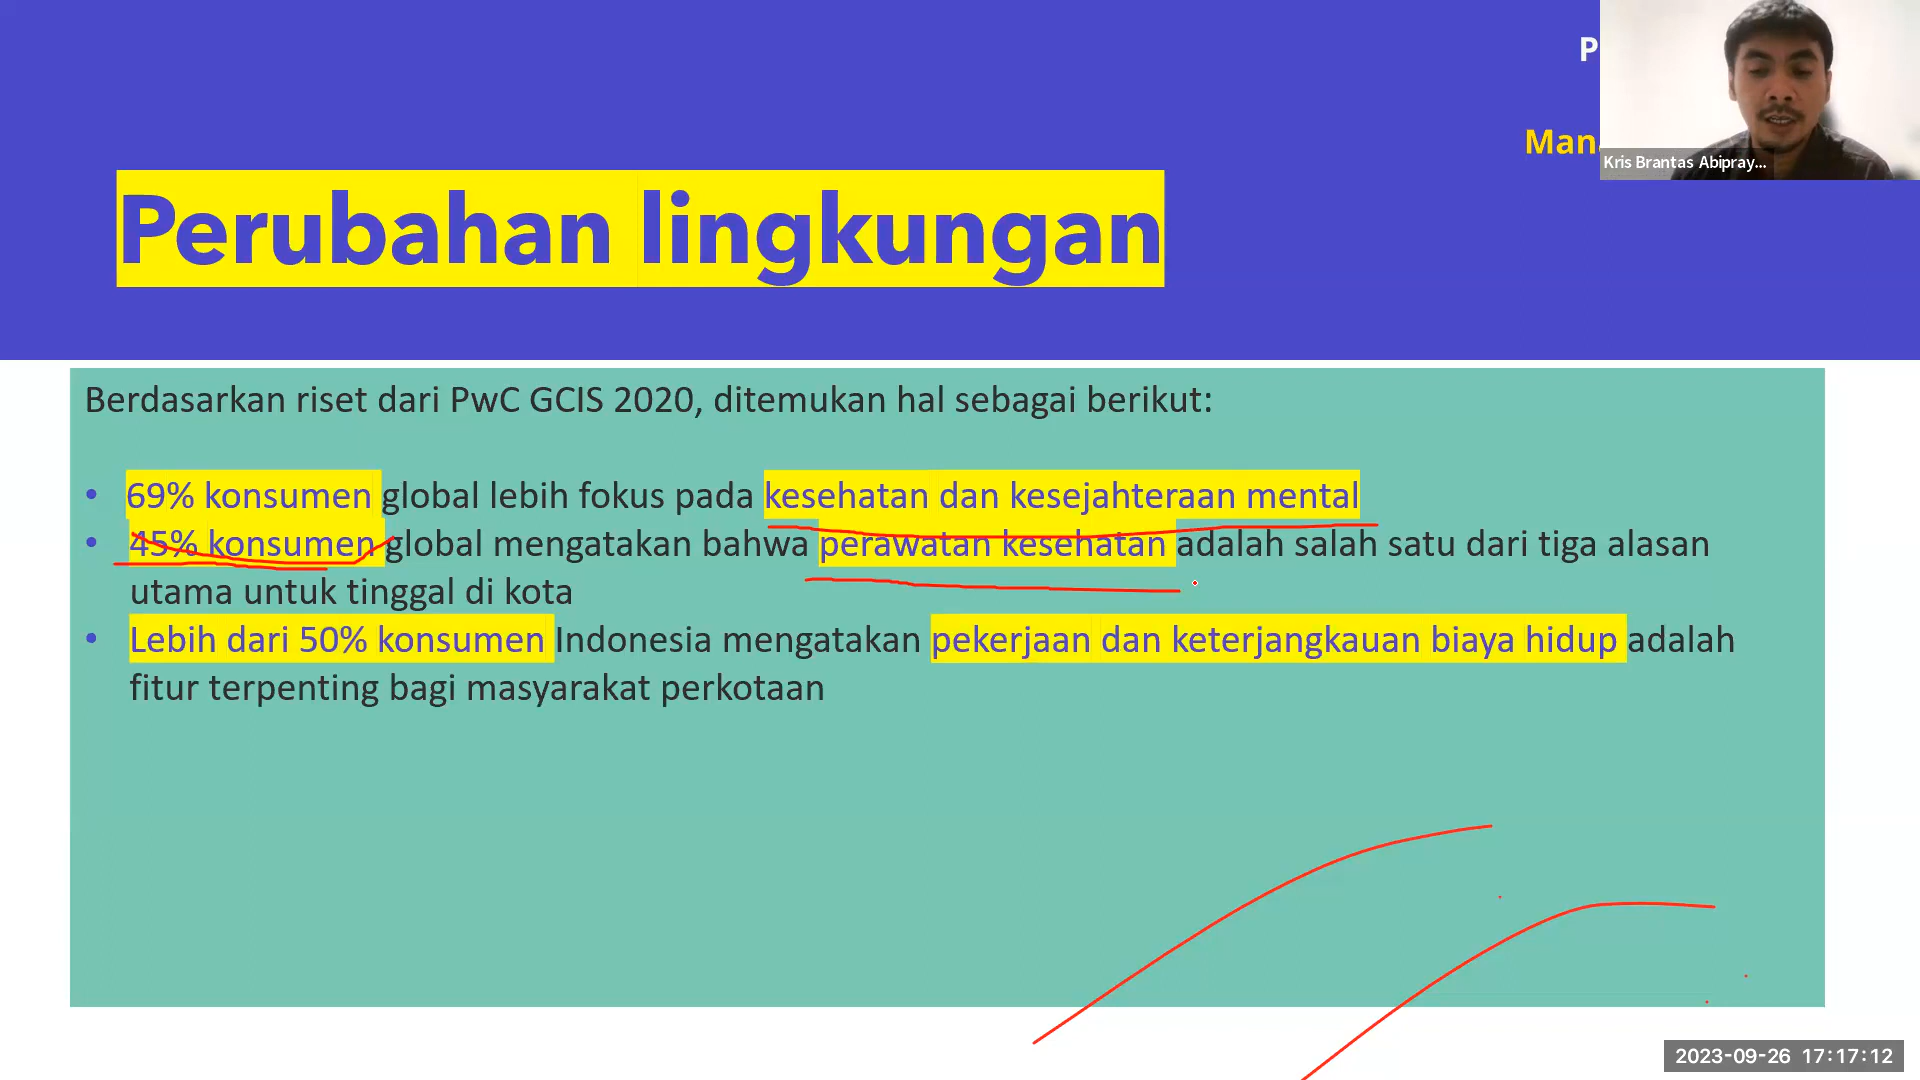 P
Man
Kris Brantas Abipray...
Perubahan lingkungan
Berdasarkan riset dari PwC GCIS 2020, ditemukan hal sebagai berikut:
• 69% konsumen global lebih fokus pada kesehatan dan kesejahteraan mental
• 45% konsumen global mengatakan bahwa perawatan kesehatan adalah salah satu dari tiga alasan
utama untuk tinggal di kota
• Lebih dari 50% konsumen Indonesia mengatakan pekerjaan dan keterjangkauan biaya hidup adalah
fitur terpenting bagi masyarakat perkotaan
2023-09-26 17:17:12